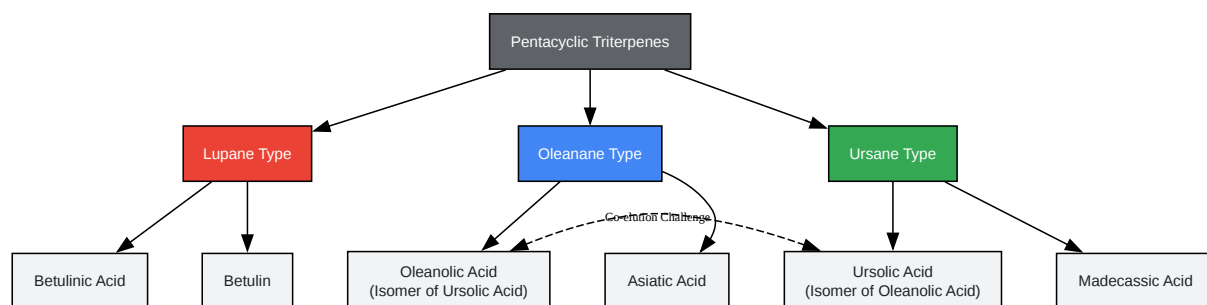 Pentacyclic Triterpenes
Lupane Type
Oleanane Type
Ursane Type
Co-elution Challenge
Betulinic Acid
Betulin
Oleanolic Acid
(Isomer of Ursolic Acid)
Asiatic Acid
Ursolic Acid
(Isomer of Oleanolic Acid)
Madecassic Acid